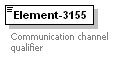 Element-3155
Communication channel
qualifier